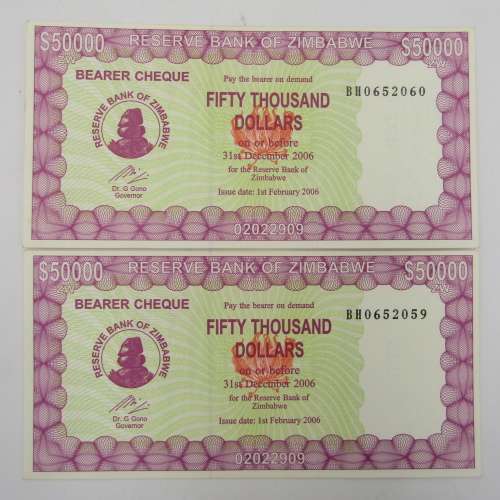 $50000 RESERVE BANK OF ZIMBABWE $50000
BEARER CHEQUE
Pay the bearer on demand
BH0652060
RESERVE BANK OF ZIMBABWE
FIFTY THOUSAND
DOLLARS
on or before
31st December 2006
for the Reserve Bank of
Zimbabwe
Dr. G Gono
Governor
Issue date: 1st February 2006
02022909
$50000 RESERVE BANK OF ZIMBABWE $50000
BEARER CHEQUE
Pay the bearer on demand
BH0652059
RESERVE BANK OF ZIMBABWE
FIFTY THOUSAND
DOLLARS
on or before
31st December 2006
for the Reserve Bank of
Zimbabwe
Dr. G Gono
Governor
Issue date: 1st February 2006
02022909